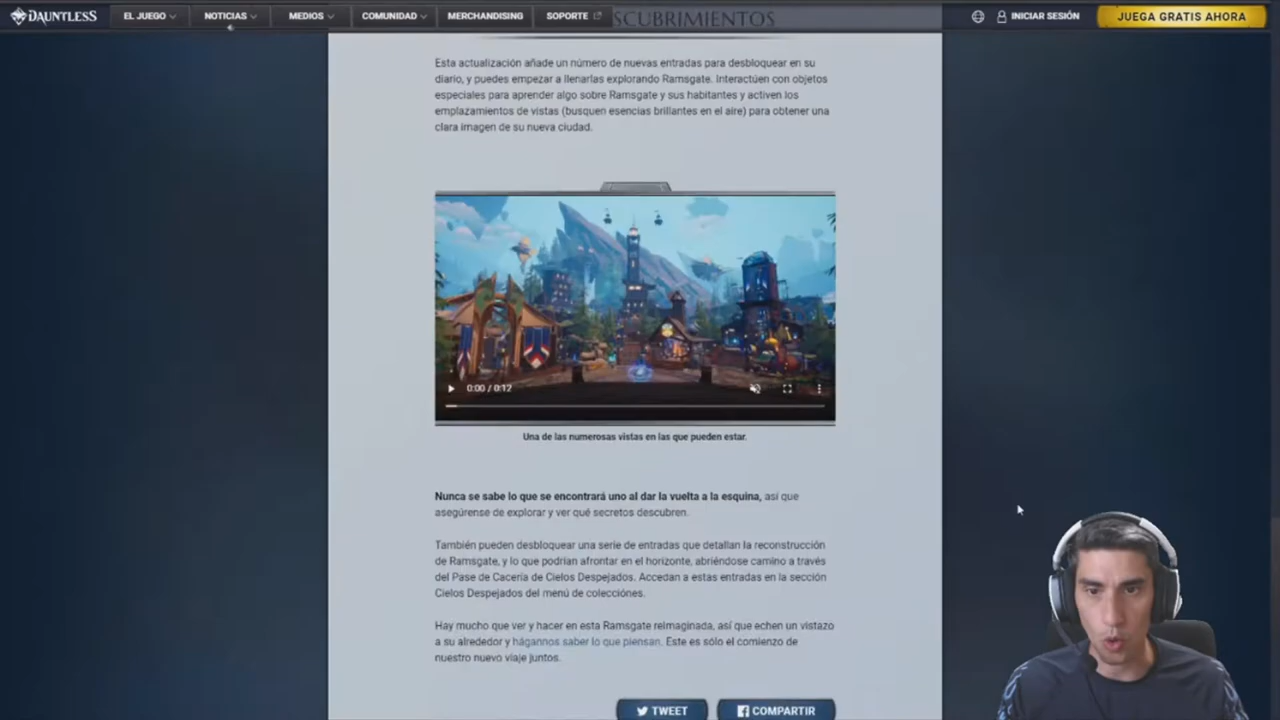 DAUNTLESS EL JUEGO NOTICIAS MEDIOS COMUNIDAD MERCHANDISING SOPORTE SCUBRIMIENTOS INICIAR SESIÓN JUEGA GRATIS AHORA
Esta actualización añade un número de nuevas entradas para desbloquear en su
diario, y puedes empezar a llenarlas explorando Ramsgate. Interactúen con objetos
especiales para aprender algo sobre Ramsgate y sus habitantes y activen los
emplazamientos de vistas (busquen esencias brillantes en el aire) para obtener una
clara imagen de su nueva ciudad.
0:00 / 0:12
Una de las numerosas vistas en las que pueden estar.
Nunca se sabe lo que se encontrará uno al dar la vuelta a la esquina, así que
asegúrense de explorar y ver qué secretos descubren.
También pueden desbloquear una serie de entradas que detallan la reconstrucción
de Ramsgate, y lo que podrían afrontar en el horizonte, abriéndose camino a través
del Pase de Cacería de Cielos Despejados. Accedan a estas entradas en la sección
Cielos Despejados del menú de colecciónes.
Hay mucho que ver y hacer en esta Ramsgate reimaginada, así que echen un vistazo
a su alrededor y hágannos saber lo que piensan. Este es sólo el comienzo de
nuestro nuevo viaje juntos.
TWEET COMPARTIR